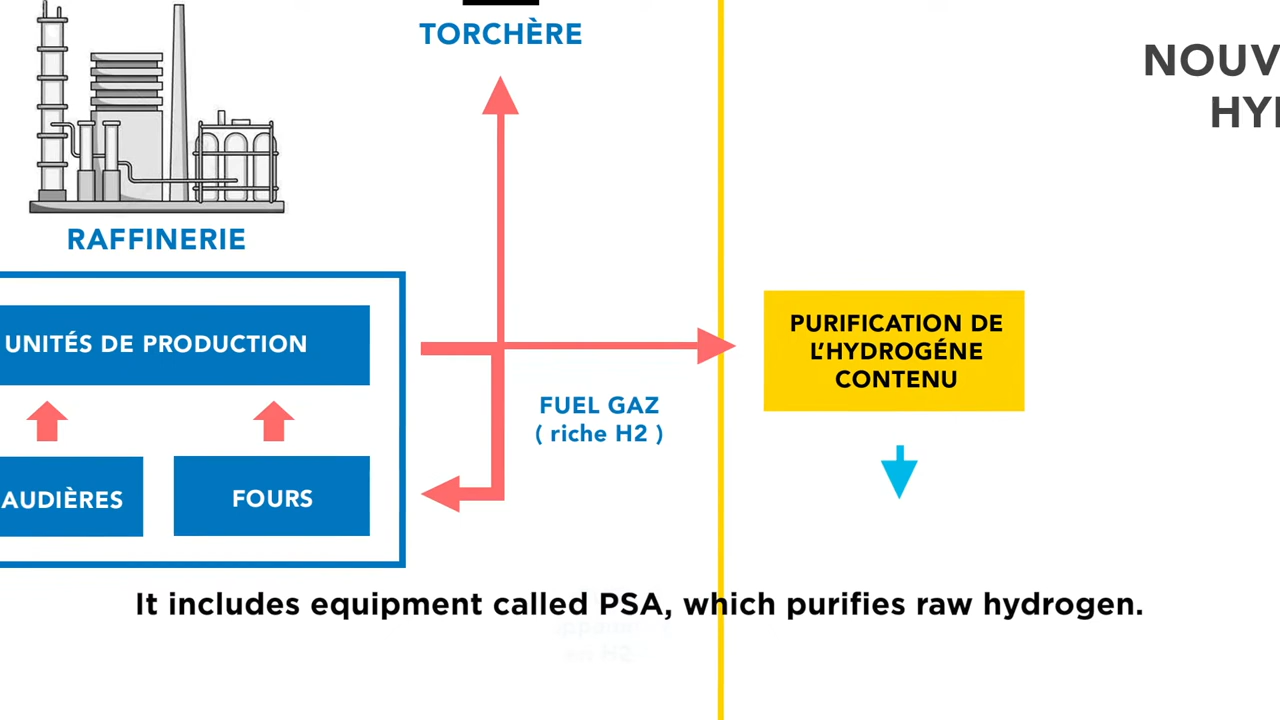 TORCHÈRE
RAFFINERIE
UNITÉS DE PRODUCTION
AUDIÈRES
FOURS
FUEL GAZ
( riche H2 )
NOUV
HY
PURIFICATION DE
L'HYDROGÉNE
CONTENU
It includes equipment called PSA, which purifies raw hydrogen.